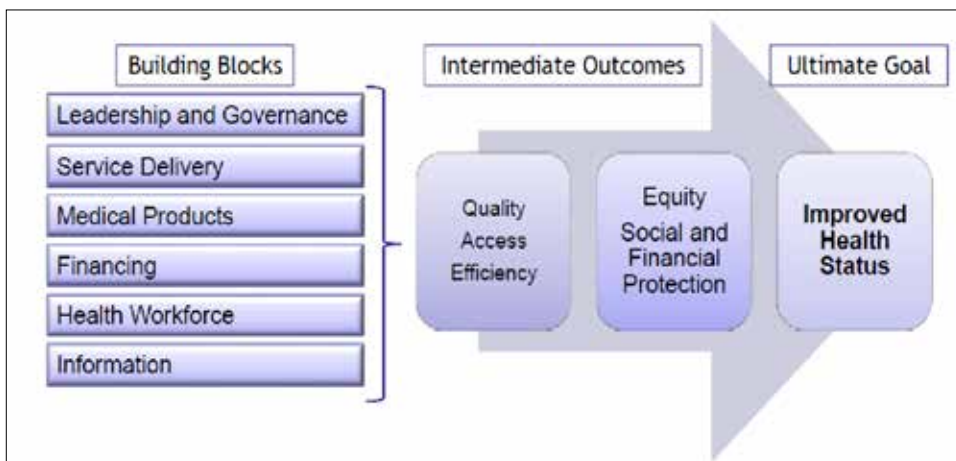 Building Blocks
Leadership and Governance
Service Delivery
Medical Products
Financing
Health Workforce
Information
Intermediate Outcomes
Quality
Access
Efficiency
Equity
Social and
Financial
Protection
Ultimate Goal
Improved
Health
Status